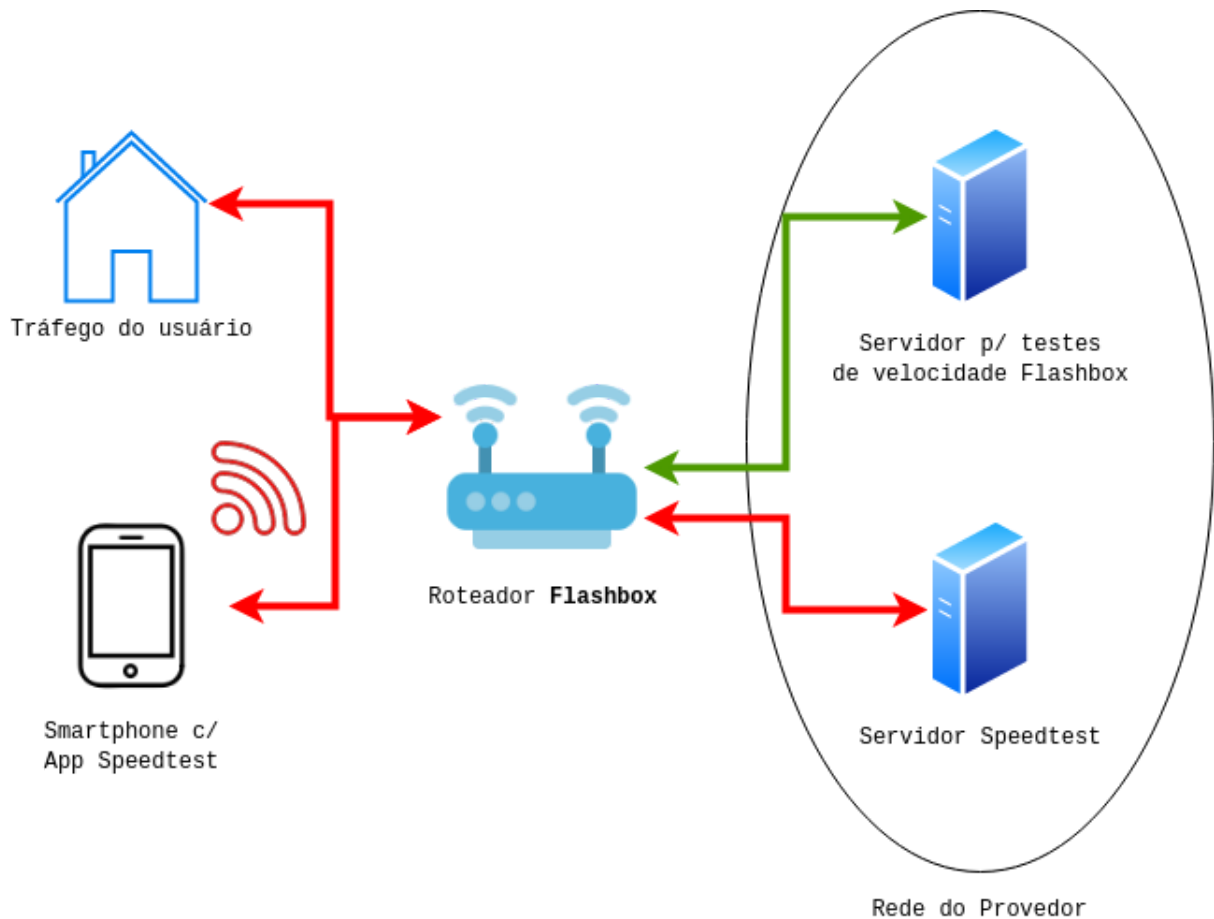 Tráfego do usuário
Servidor p/ testes
de velocidade Flashbox
Roteador Flashbox
Smartphone c/
App Speedtest
Servidor Speedtest
Rede do Provedor